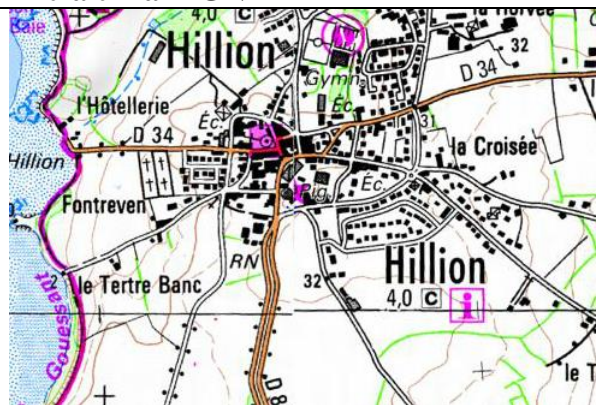 Baie
4,0 C
Hillion
la Horvée
32
Gymn.
D 34
l'Hôtellerie
Éc.
Éc.
31
D 34
la Croisée
Hillion
Éc.
Pig.
Fontreven
Hillion
RN
le Tertre Banc
32
4,0 C i
Gouessant
D 8
le T